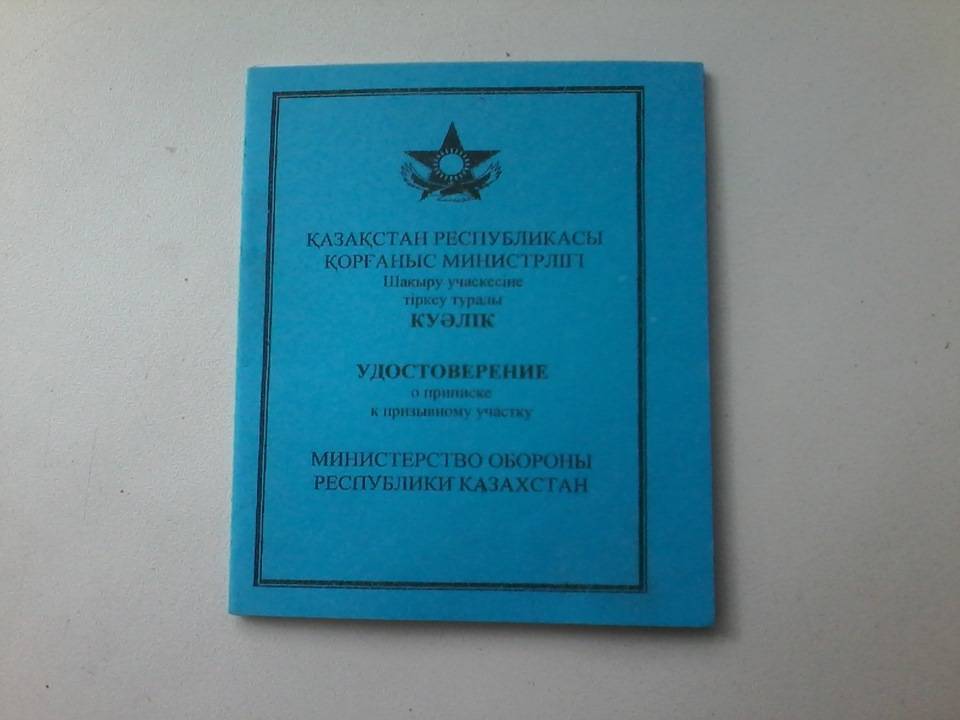 ҚАЗАҚСТАН РЕСПУБЛИКАСЫ
ҚОРҒАНЫС МИНИСТРЛІГІ
Шақыру учаскесіне
тіркеу туралы
КУӘЛІК
УДОСТОВЕРЕНИЕ
о приписке
к призывному участку
МИНИСТЕРСТВО ОБОРОНЫ
РЕСПУБЛИКИ КАЗАХСТАН